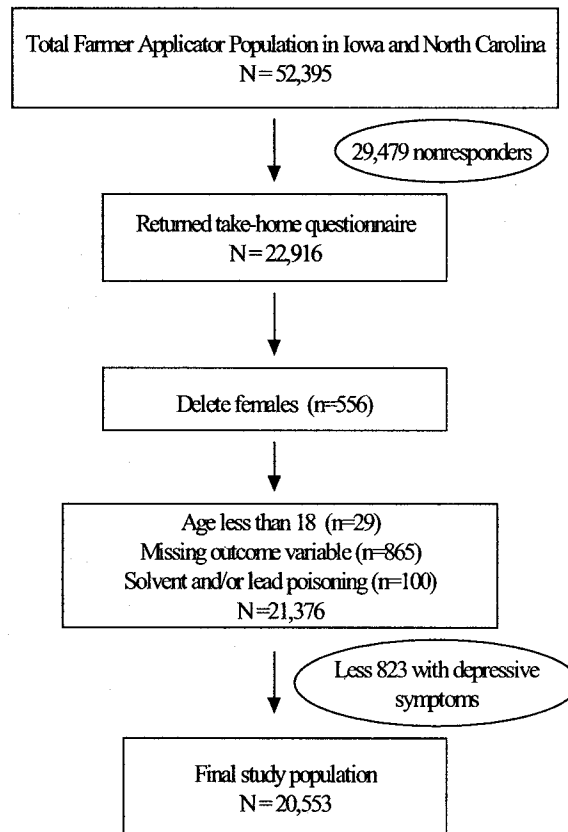 Total Farmer Applicator Population in Iowa and North Carolina
N = 52,395
29,479 nonresponders
Returned take-home questionnaire
N = 22,916
Delete females (n=556)
Age less than 18 (n=29)
Missing outcome variable (n=865)
Solvent and/or lead poisoning (n=100)
N = 21,376
Less 823 with depressive
symptoms
Final study population
N = 20,553